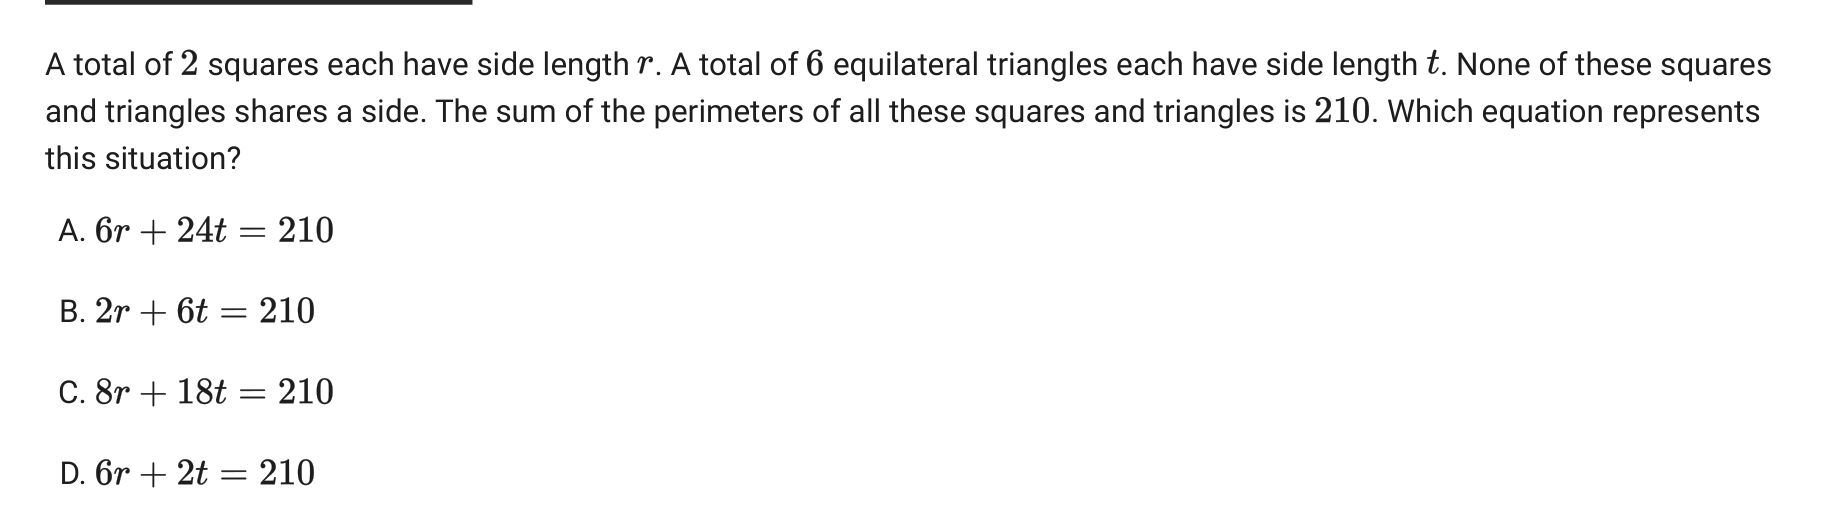 A total of 2 squares each have side length r. A total of 6 equilateral triangles each have side length t. None of these squares
and triangles shares a side. The sum of the perimeters of all these squares and triangles is 210. Which equation represents
this situation?
A. 6r + 24t = 210
B. 2r + 6t = 210
C. 8r + 18t = 210
D. 6r + 2t = 210